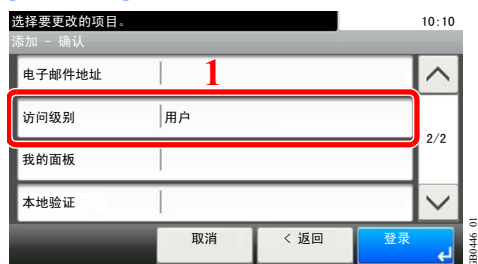 选择要更改的项目。 10:10
添加 - 确认
电子邮件地址
1
访问级别 用户
2/2
我的面板
本地验证
取消 < 返回 登录
GB0446_01